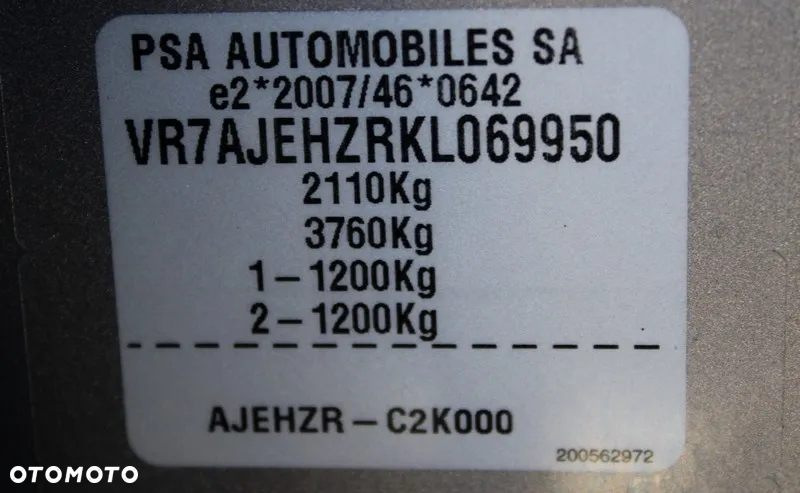 PSA AUTOMOBILES SA
e2*2007/46*0642
VR7AJEHZRKL069950
2110Kg
3760Kg
1-1200Kg
2-1200Kg
AJEHZR-C2K000
200562972
OTOMOTO